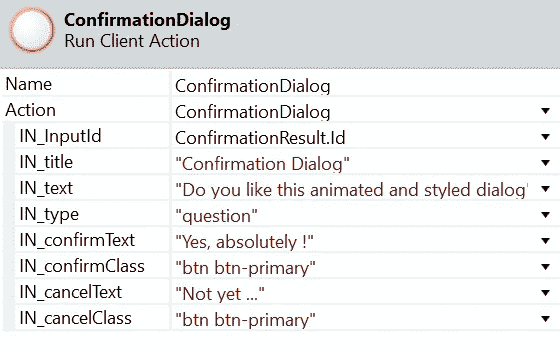 ConfirmationDialog
Run Client Action
Name ConfirmationDialog
Action ConfirmationDialog
IN_InputId ConfirmationResult.Id
IN_title "Confirmation Dialog"
IN_text "Do you like this animated and styled dialog'
IN_type "question"
IN_confirmText "Yes, absolutely !"
IN_confirmClass "btn btn-primary"
IN_cancelText "Not yet ..."
IN_cancelClass "btn btn-primary"